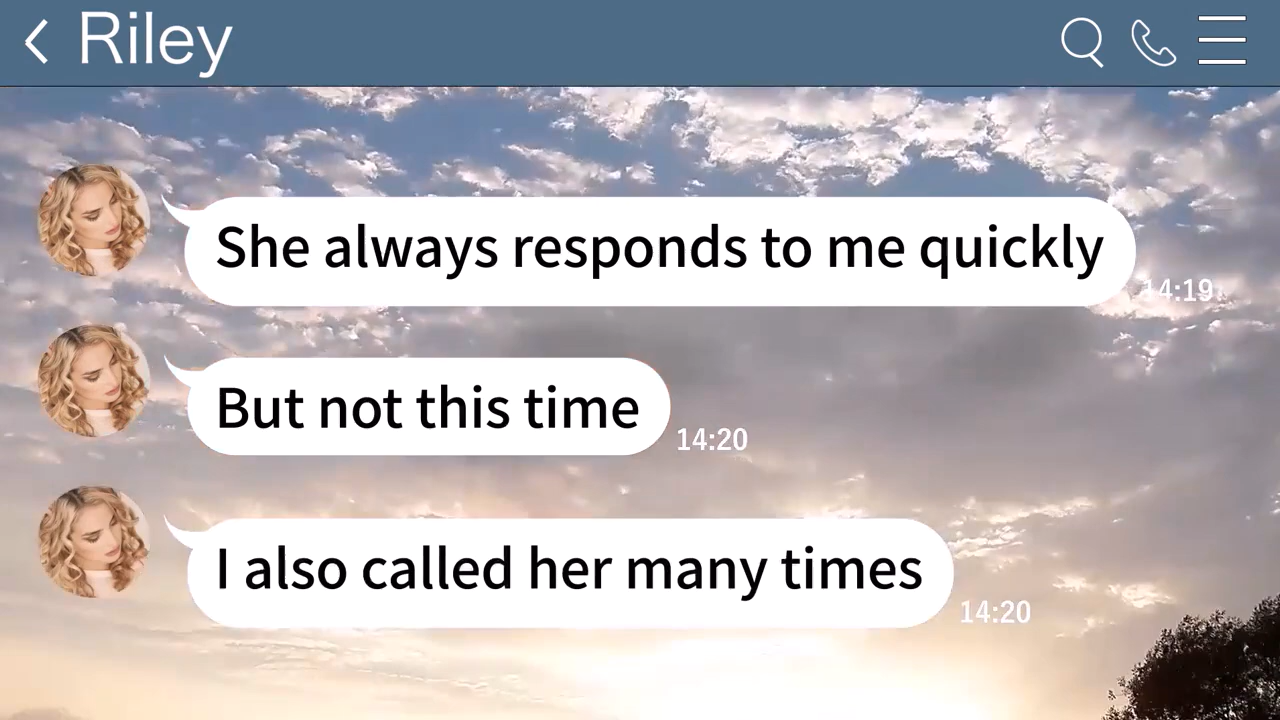 Riley
She always responds to me quickly
14:19
But not this time
14:20
I also called her many times
14:20